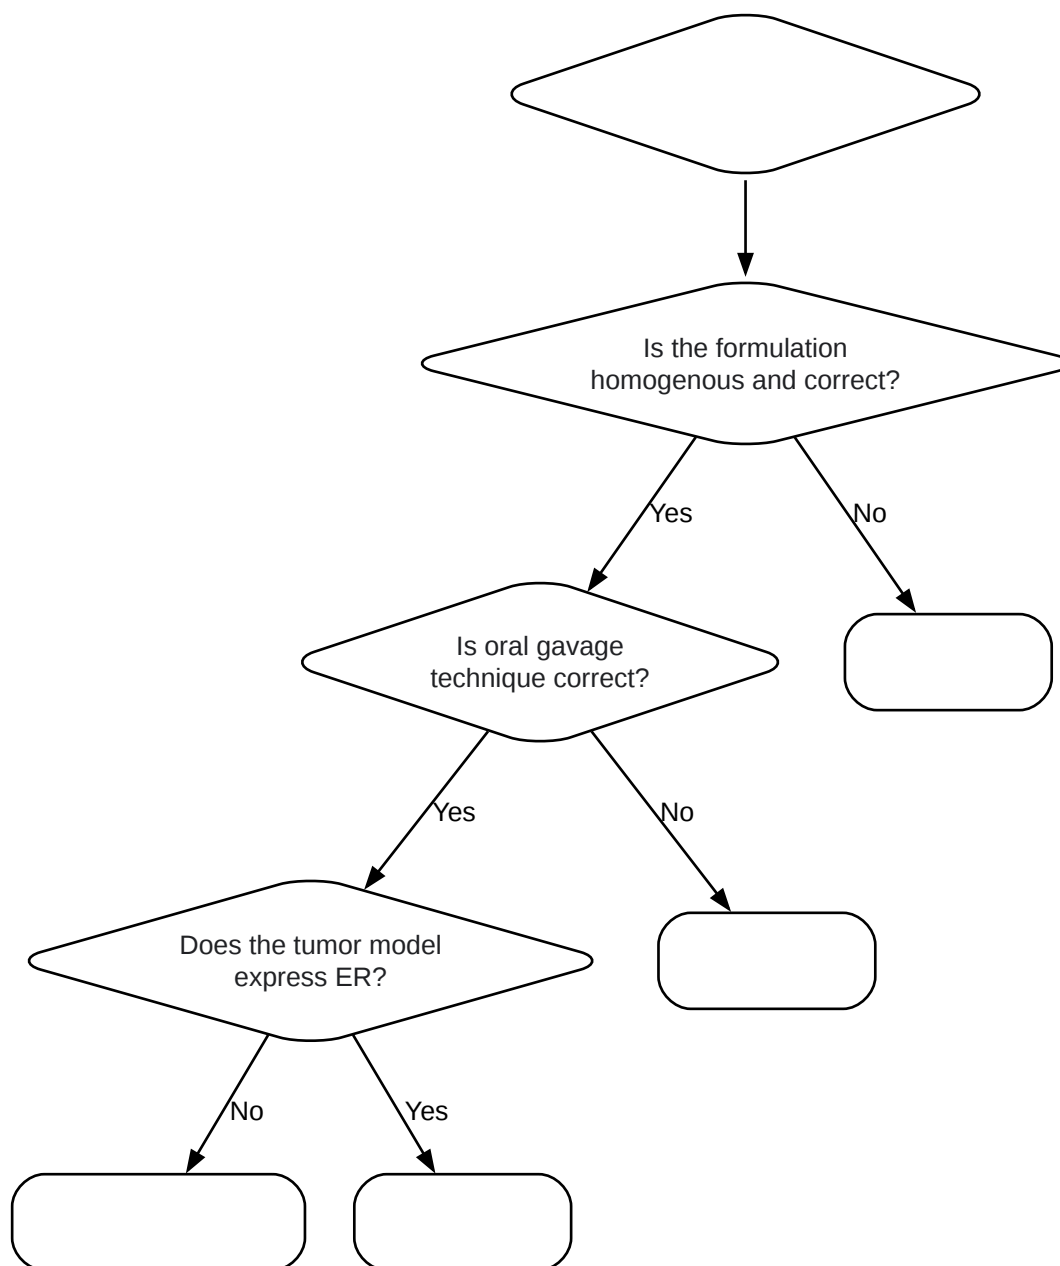 Is the formulation
homogenous and correct?
Yes
No
Is oral gavage
technique correct?
Yes
No
Does the tumor model
express ER?
No
Yes